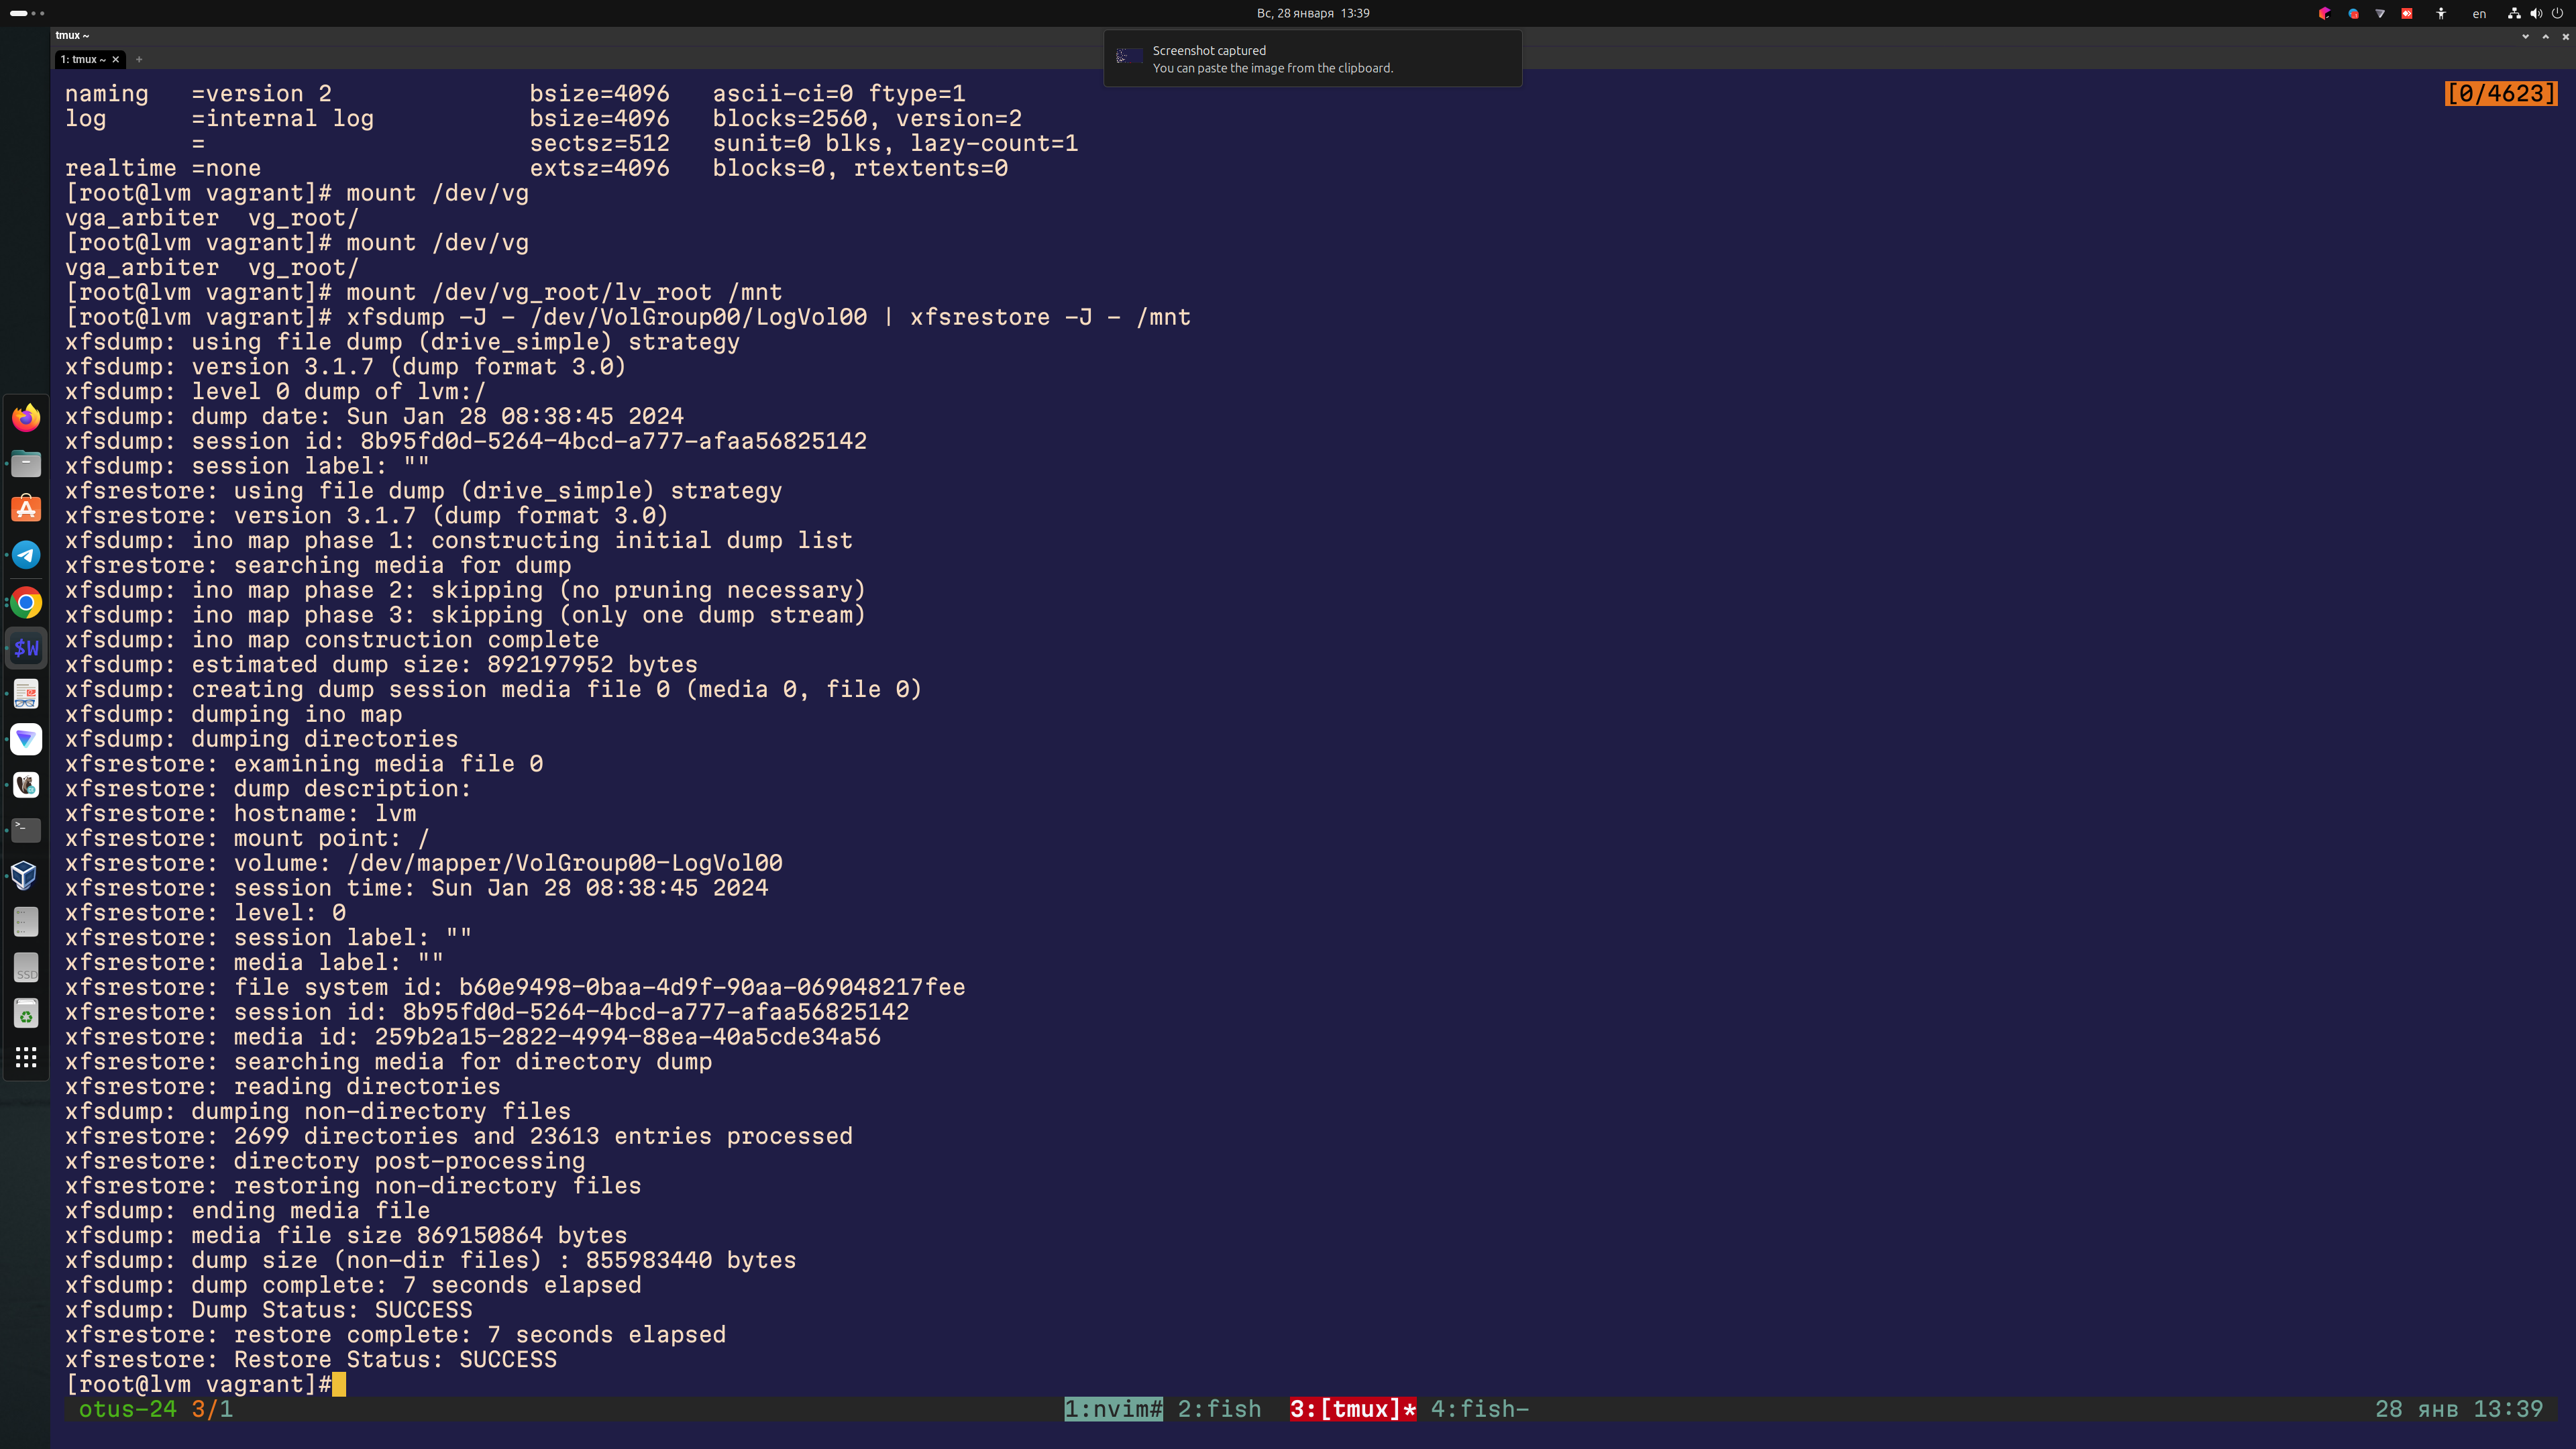 Вс, 28 января 13:39
en
tmux ~
1: tmux ~ × +
Screenshot captured
You can paste the image from the clipboard.
naming   =version 2              bsize=4096   ascii-ci=0 ftype=1
[0/4623]
log      =internal log           bsize=4096   blocks=2560, version=2
         =                       sectsz=512   sunit=0 blks, lazy-count=1
realtime =none                   extsz=4096   blocks=0, rtextents=0
[root@lvm vagrant]# mount /dev/vg
vga_arbiter  vg_root/
[root@lvm vagrant]# mount /dev/vg
vga_arbiter  vg_root/
[root@lvm vagrant]# mount /dev/vg_root/lv_root /mnt
[root@lvm vagrant]# xfsdump -J - /dev/VolGroup00/LogVol00 | xfsrestore -J - /mnt
xfsdump: using file dump (drive_simple) strategy
xfsdump: version 3.1.7 (dump format 3.0)
xfsdump: level 0 dump of lvm:/
xfsdump: dump date: Sun Jan 28 08:38:45 2024
xfsdump: session id: 8b95fd0d-5264-4bcd-a777-afaa56825142
xfsdump: session label: ""
xfsrestore: using file dump (drive_simple) strategy
xfsrestore: version 3.1.7 (dump format 3.0)
xfsdump: ino map phase 1: constructing initial dump list
xfsrestore: searching media for dump
xfsdump: ino map phase 2: skipping (no pruning necessary)
xfsdump: ino map phase 3: skipping (only one dump stream)
xfsdump: ino map construction complete
xfsdump: estimated dump size: 892197952 bytes
xfsdump: creating dump session media file 0 (media 0, file 0)
xfsdump: dumping ino map
xfsdump: dumping directories
xfsrestore: examining media file 0
xfsrestore: dump description:
xfsrestore: hostname: lvm
xfsrestore: mount point: /
xfsrestore: volume: /dev/mapper/VolGroup00-LogVol00
xfsrestore: session time: Sun Jan 28 08:38:45 2024
xfsrestore: level: 0
xfsrestore: session label: ""
xfsrestore: media label: ""
xfsrestore: file system id: b60e9498-0baa-4d9f-90aa-069048217fee
xfsrestore: session id: 8b95fd0d-5264-4bcd-a777-afaa56825142
xfsrestore: media id: 259b2a15-2822-4994-88ea-40a5cde34a56
xfsrestore: searching media for directory dump
xfsrestore: reading directories
xfsdump: dumping non-directory files
xfsrestore: 2699 directories and 23613 entries processed
xfsrestore: directory post-processing
xfsrestore: restoring non-directory files
xfsdump: ending media file
xfsdump: media file size 869150864 bytes
xfsdump: dump size (non-dir files) : 855983440 bytes
xfsdump: dump complete: 7 seconds elapsed
xfsdump: Dump Status: SUCCESS
xfsrestore: restore complete: 7 seconds elapsed
xfsrestore: Restore Status: SUCCESS
[root@lvm vagrant]#
otus-24 3/1
1:nvim# 2:fish  3:[tmux]* 4:fish-
28 янв 13:39
$W
SSD